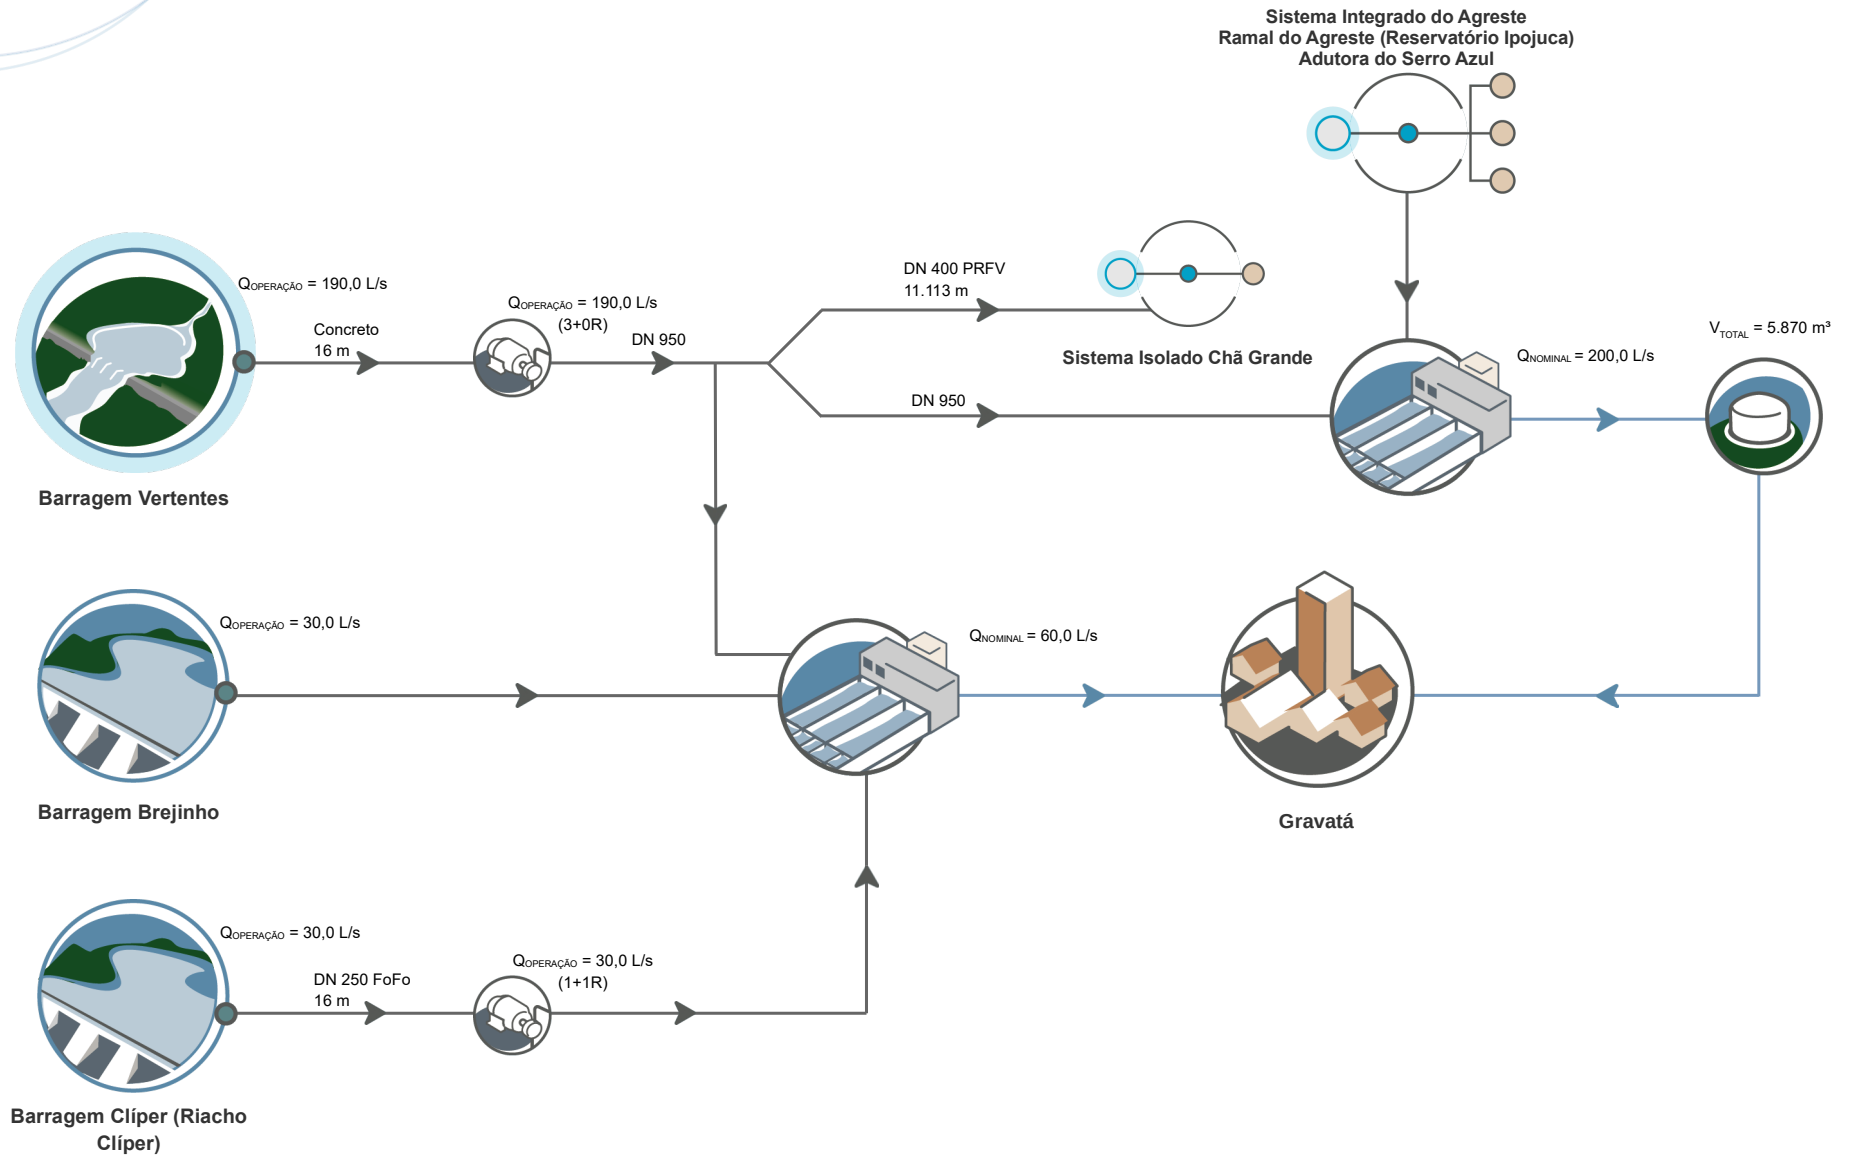 Sistema Integrado do Agreste
Ramal do Agreste (Reservatório Ipojuca)
Adutora do Serro Azul
QOPERAÇÃO = 190,0 L/s
Concreto
16 m
QOPERAÇÃO = 190,0 L/s
(3+0R)
DN 950
DN 400 PRFV
11.113 m
Sistema Isolado Chã Grande
DN 950
QNOMINAL = 200,0 L/s
VTOTAL = 5.870 m³
Barragem Vertentes
QOPERAÇÃO = 30,0 L/s
QNOMINAL = 60,0 L/s
Barragem Brejinho
Gravatá
QOPERAÇÃO = 30,0 L/s
DN 250 FoFo
16 m
QOPERAÇÃO = 30,0 L/s
(1+1R)
Barragem Clíper (Riacho
Clíper)